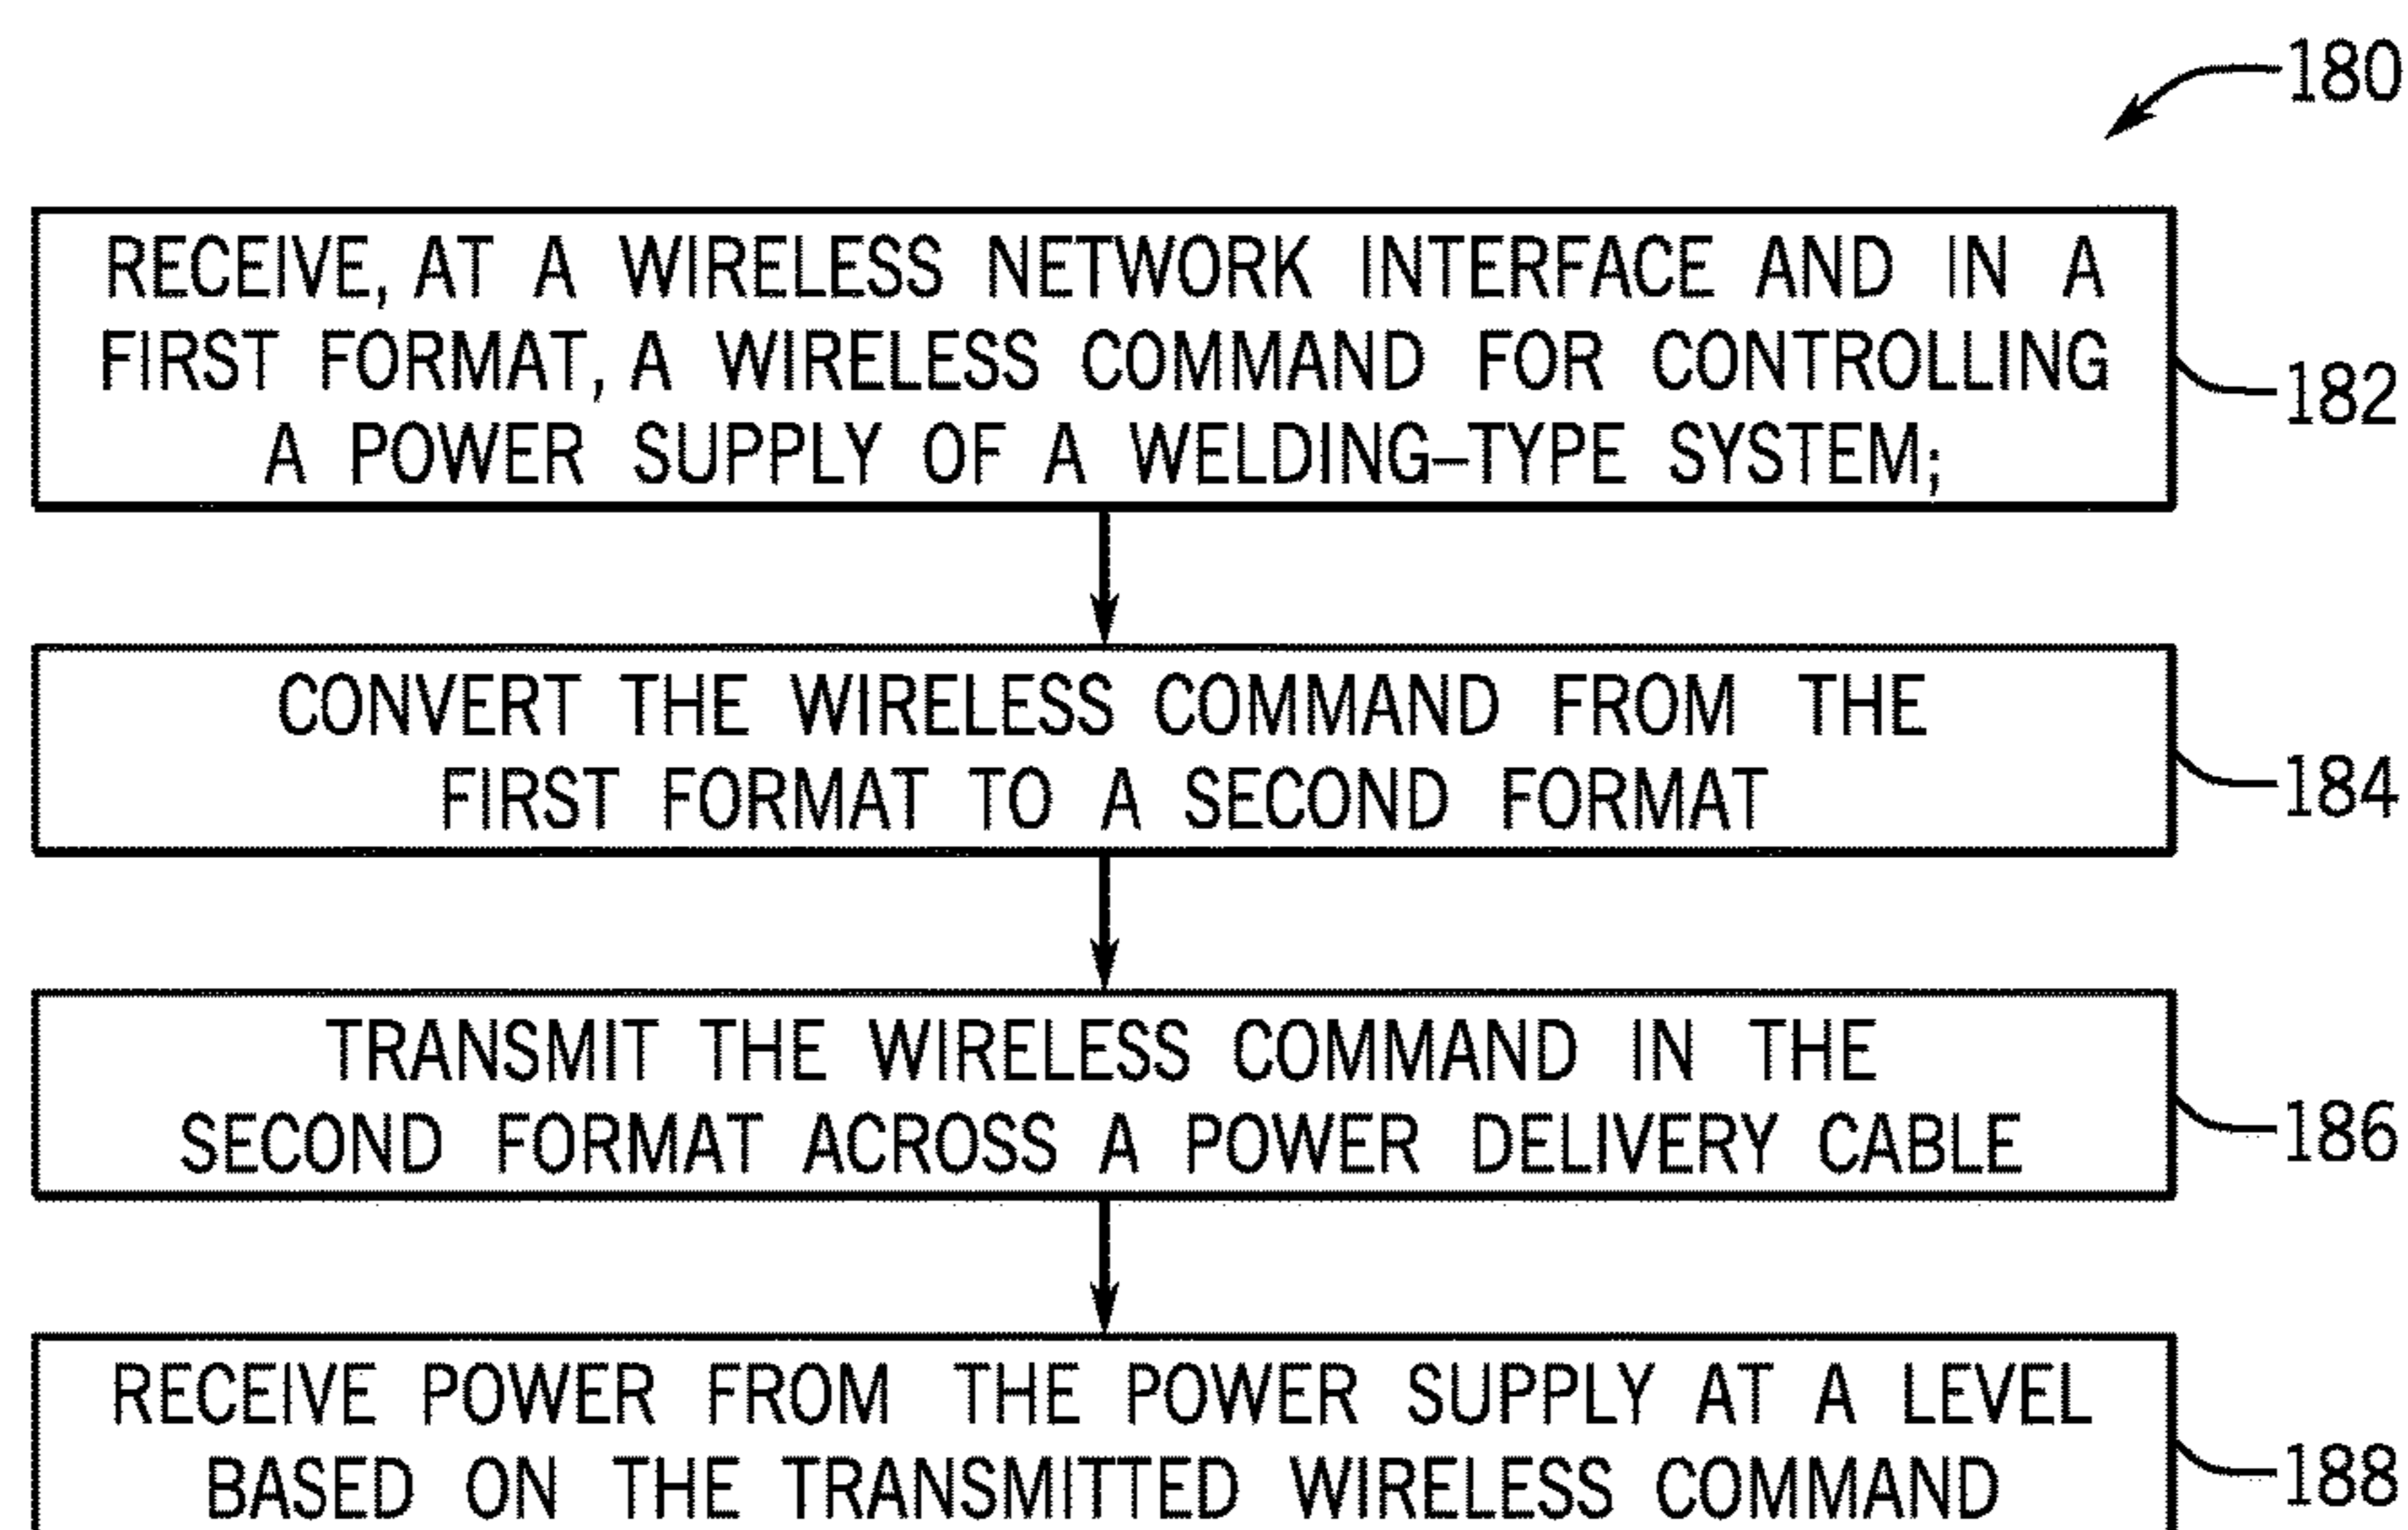 180
RECEIVE, AT A WIRELESS NETWORK INTERFACE AND IN A
FIRST FORMAT, A WIRELESS COMMAND FOR CONTROLLING
A POWER SUPPLY OF A WELDING–TYPE SYSTEM;
182
CONVERT THE WIRELESS COMMAND FROM THE
FIRST FORMAT TO A SECOND FORMAT
184
TRANSMIT THE WIRELESS COMMAND IN THE
SECOND FORMAT ACROSS A POWER DELIVERY CABLE
186
RECEIVE POWER FROM THE POWER SUPPLY AT A LEVEL
BASED ON THE TRANSMITTED WIRELESS COMMAND
188